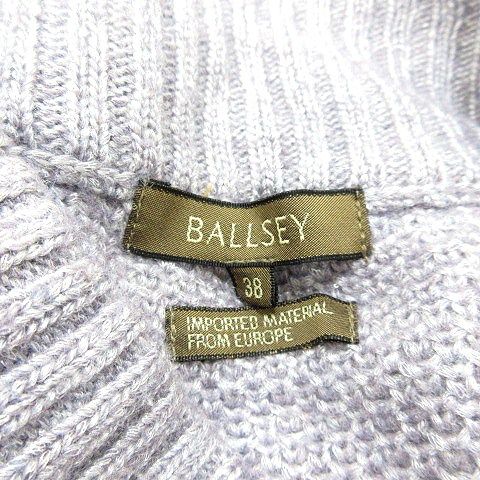 BALLSEY
38
IMPORTED MATERIAL
FROM EUROPE